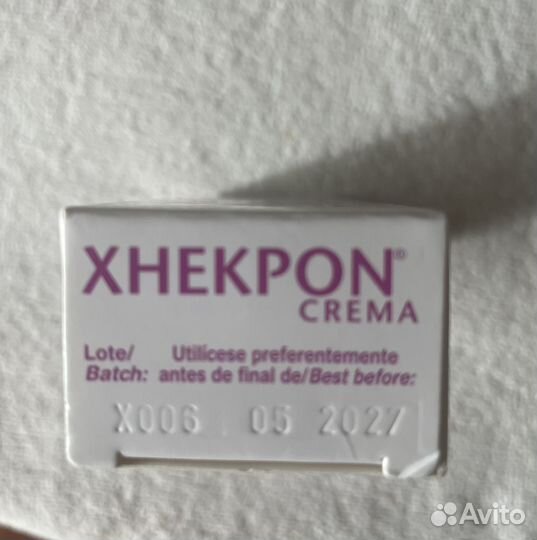 XHEKPON®
CREMA
Lote/ Utilícese preferentemente
Batch: antes de final de/Best before:
X006 05 2027
Avito